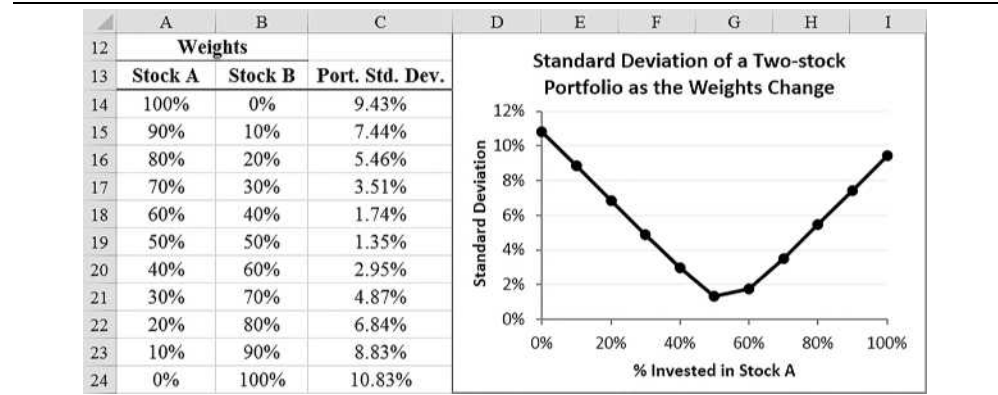 A B C D E F G H I
12 Weights
13 Stock A Stock B Port. Std. Dev.
14 100% 0% 9.43%
15 90% 10% 7.44%
16 80% 20% 5.46%
17 70% 30% 3.51%
18 60% 40% 1.74%
19 50% 50% 1.35%
20 40% 60% 2.95%
21 30% 70% 4.87%
22 20% 80% 6.84%
23 10% 90% 8.83%
24 0% 100% 10.83%
Standard Deviation of a Two-stock
Portfolio as the Weights Change
Standard Deviation
12%
10%
8%
6%
4%
2%
0%
0% 20% 40% 60% 80% 100%
% Invested in Stock A